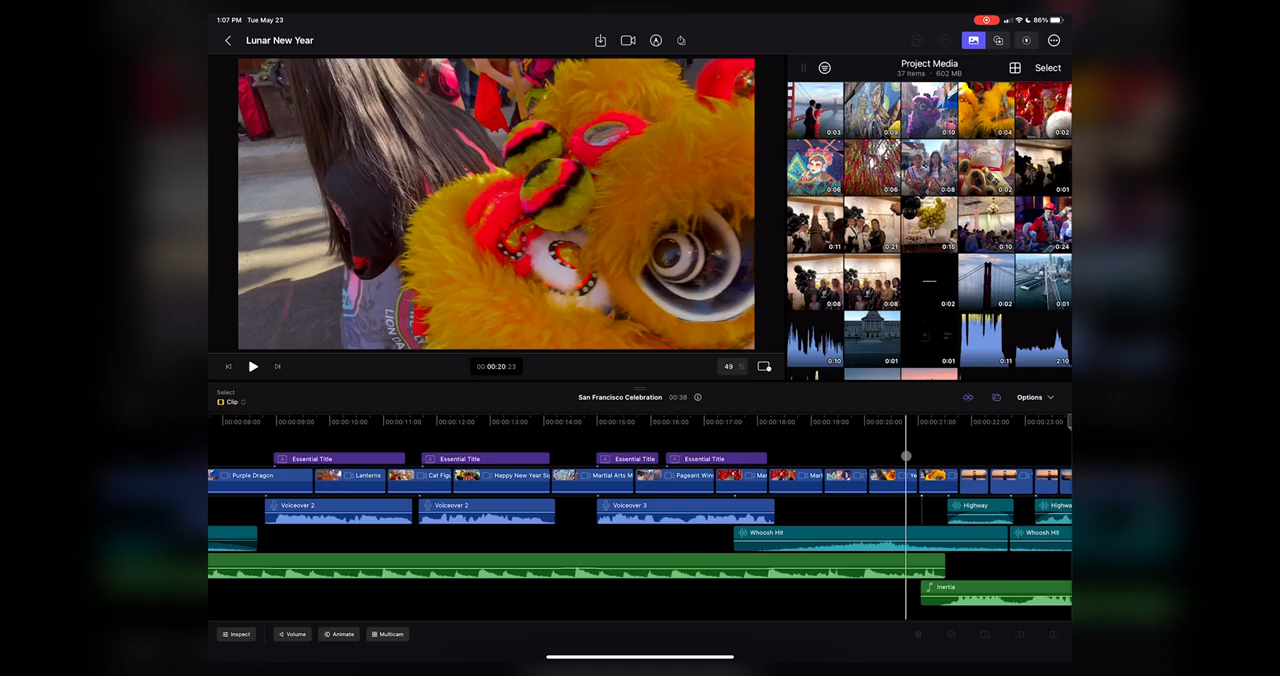 1:07 PM Tue May 23
86%
Lunar New Year
Project Media
37 Items · 602 MB
Select
0:03
0:09
0:10
0:04
0:02
0:06
0:06
0:08
0:02
0:01
0:11
0:21
0:15
0:10
0:24
0:08
0:08
0:02
0:02
0:01
0:10
0:01
0:01
0:11
2:10
LION DA
00:00:20:23
49 %
Select
Clip
San Francisco Celebration 00:38
Options
00:00:08:00 00:00:09:00 00:00:10:00 00:00:11:00 00:00:12:00 00:00:13:00 00:00:14:00 00:00:15:00 00:00:16:00 00:00:17:00 00:00:18:00 00:00:19:00 00:00:20:00 00:00:21:00 00:00:22:00 00:00:23:00
Essential Title Essential Title Essential Title Essential Title
Purple Dragon Lanterns Cat Fig Happy New Year Si Martial Arts M Pageant Win Mar Mart Ye
Voiceover 2 Voiceover 2 Voiceover 3 Highway Highwa
Whoosh Hit Whoosh Hit
Inertia
Inspect Volume Animate Multicam